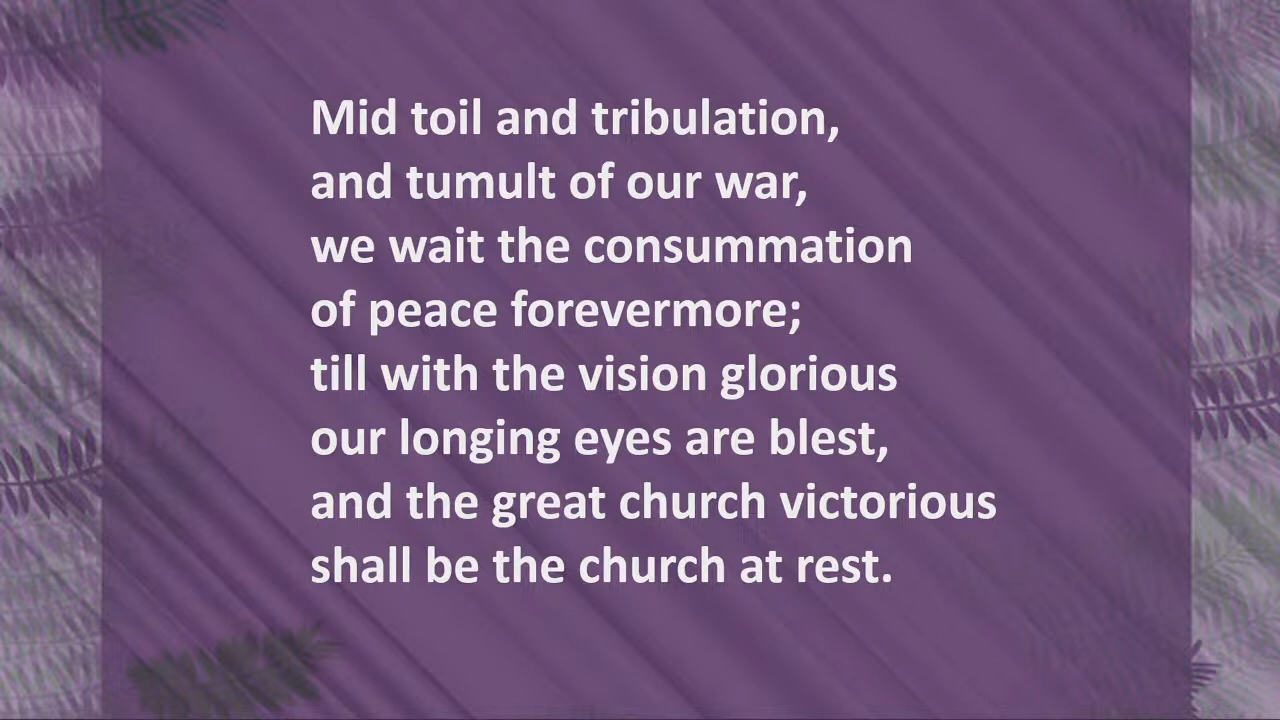 Mid toil and tribulation,
and tumult of our war,
we wait the consummation
of peace forevermore;
till with the vision glorious
our longing eyes are blest,
and the great church victorious
shall be the church at rest.